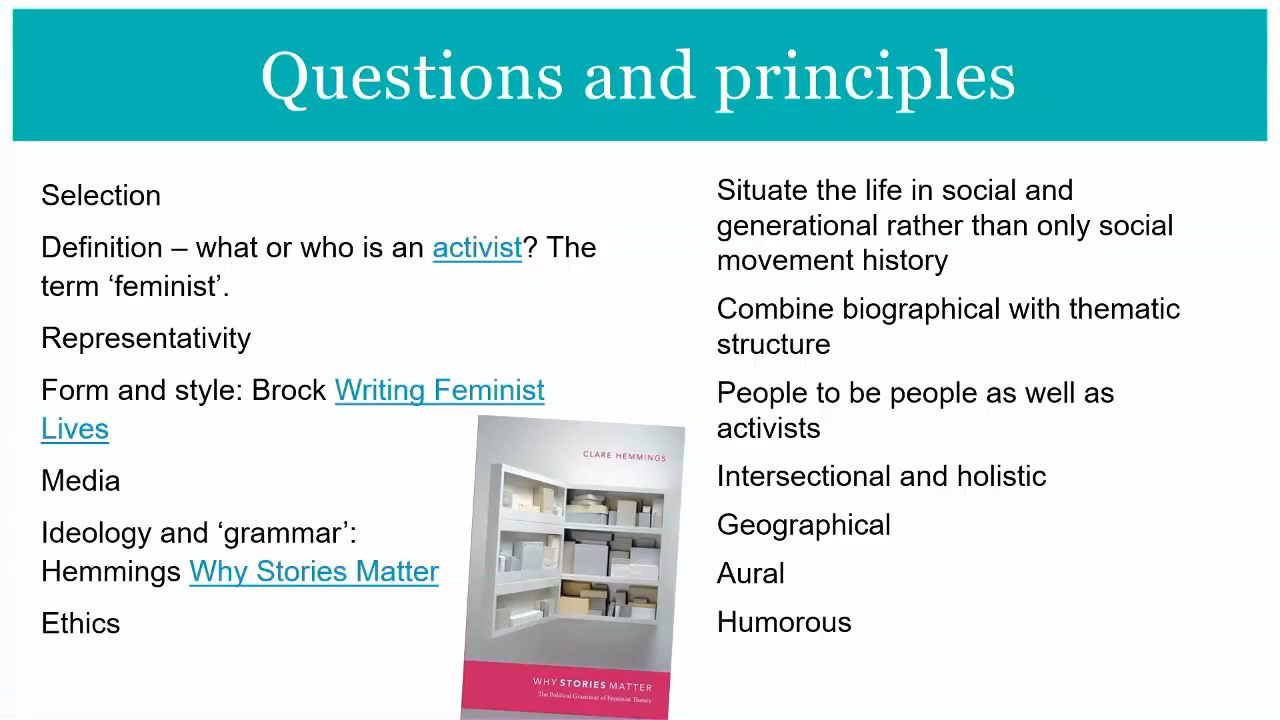 Questions and principles
Selection
Definition – what or who is an activist? The
term ‘feminist’.
Representativity
Form and style: Brock Writing Feminist
Lives
Media
Ideology and ‘grammar’:
Hemmings Why Stories Matter
Ethics
CLARE HEMMINGS
WHY STORIES MATTER
The Political Grammar of Feminist Theory
Situate the life in social and
generational rather than only social
movement history
Combine biographical with thematic
structure
People to be people as well as
activists
Intersectional and holistic
Geographical
Aural
Humorous